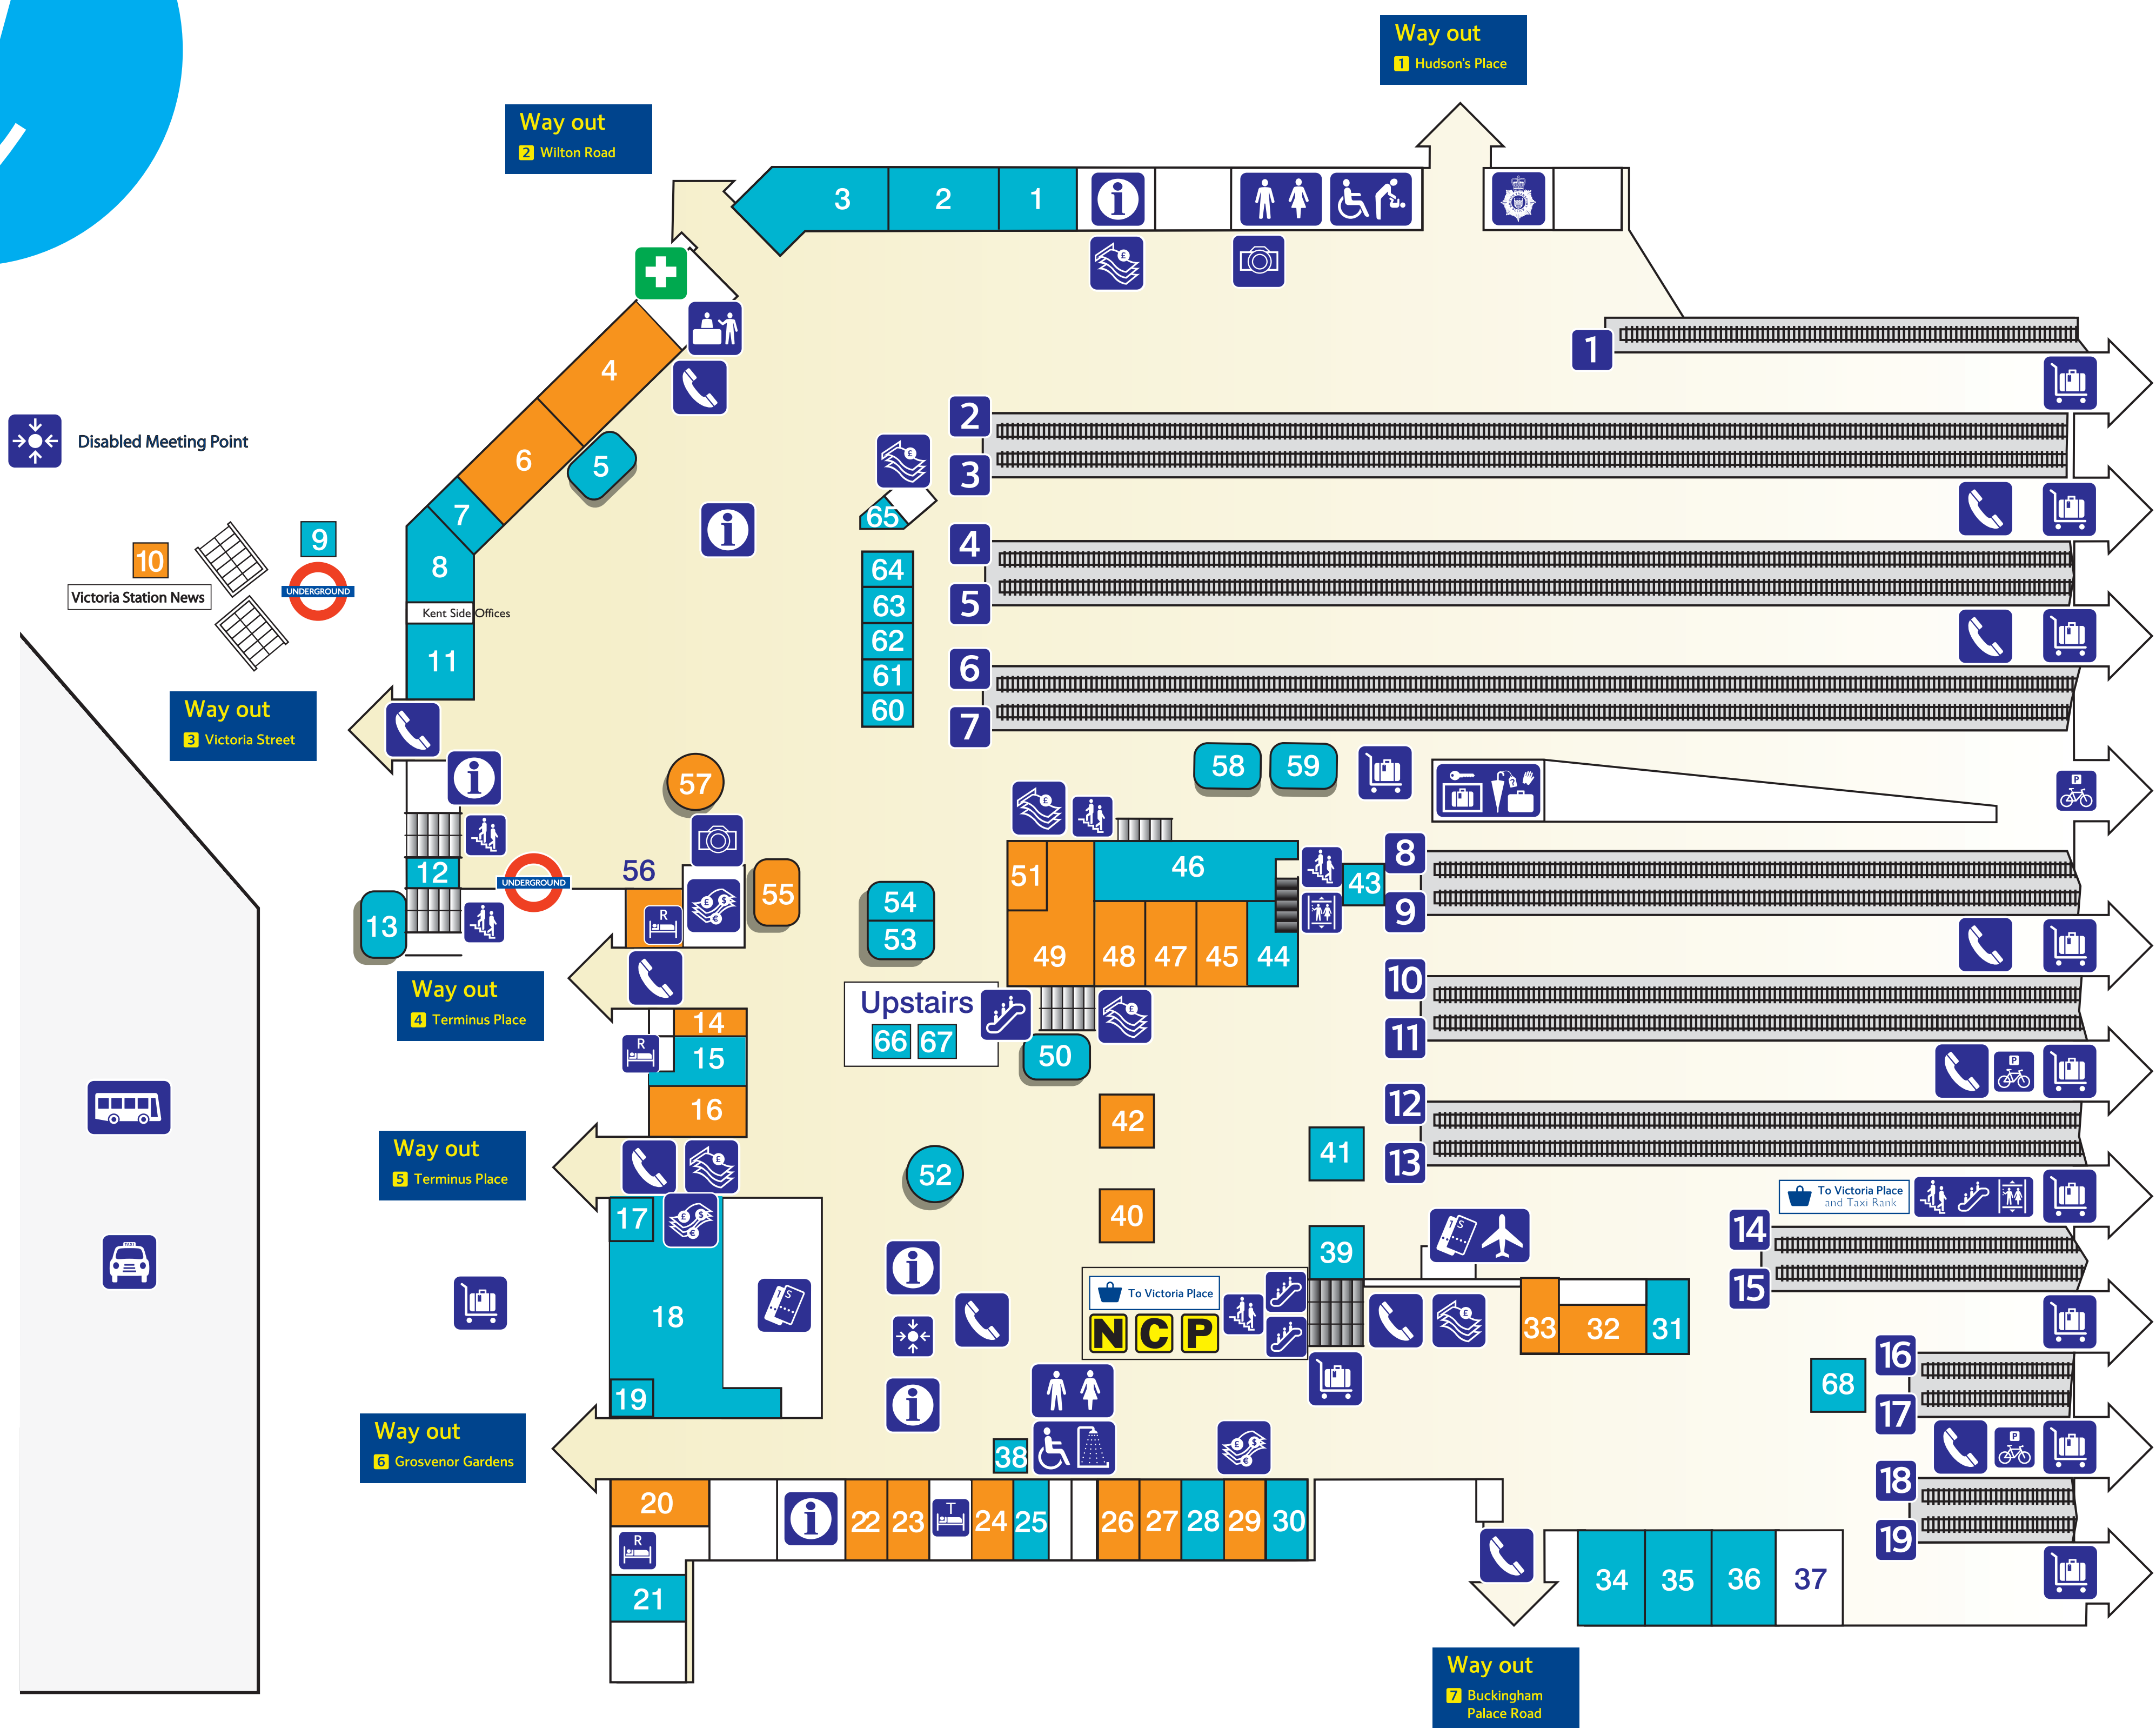 Way out
1 Hudson's Place
Way out
2 Wilton Road
3
2
1
£
4
1
Disabled Meeting Point
6
5
2
3
£
7
65
9
10
UNDERGROUND
Victoria Station News
8
Kent Side Offices
11
4
5
64
63
62
61
60
6
7
Way out
3 Victoria Street
57
58
59
P
£
12
UNDERGROUND
56
13
R
£ $ €
55
54
53
51
46
49
48
47
45
44
43
8
9
Way out
4 Terminus Place
Upstairs
66
67
£
50
10
11
P
14
R
15
16
42
12
13
41
Way out
5 Terminus Place
£
52
40
To Victoria Place
and Taxi Rank
17
£ $ €
18
19
1 S
39
1 S
14
15
To Victoria Place
NCP
£
33
32
31
16
17
68
P
Way out
6 Grosvenor Gardens
38
£ $ €
18
19
20
R
21
22
23
T
24
25
26
27
28
29
30
34
35
36
37
Way out
7 Buckingham
Palace Road
TAXI